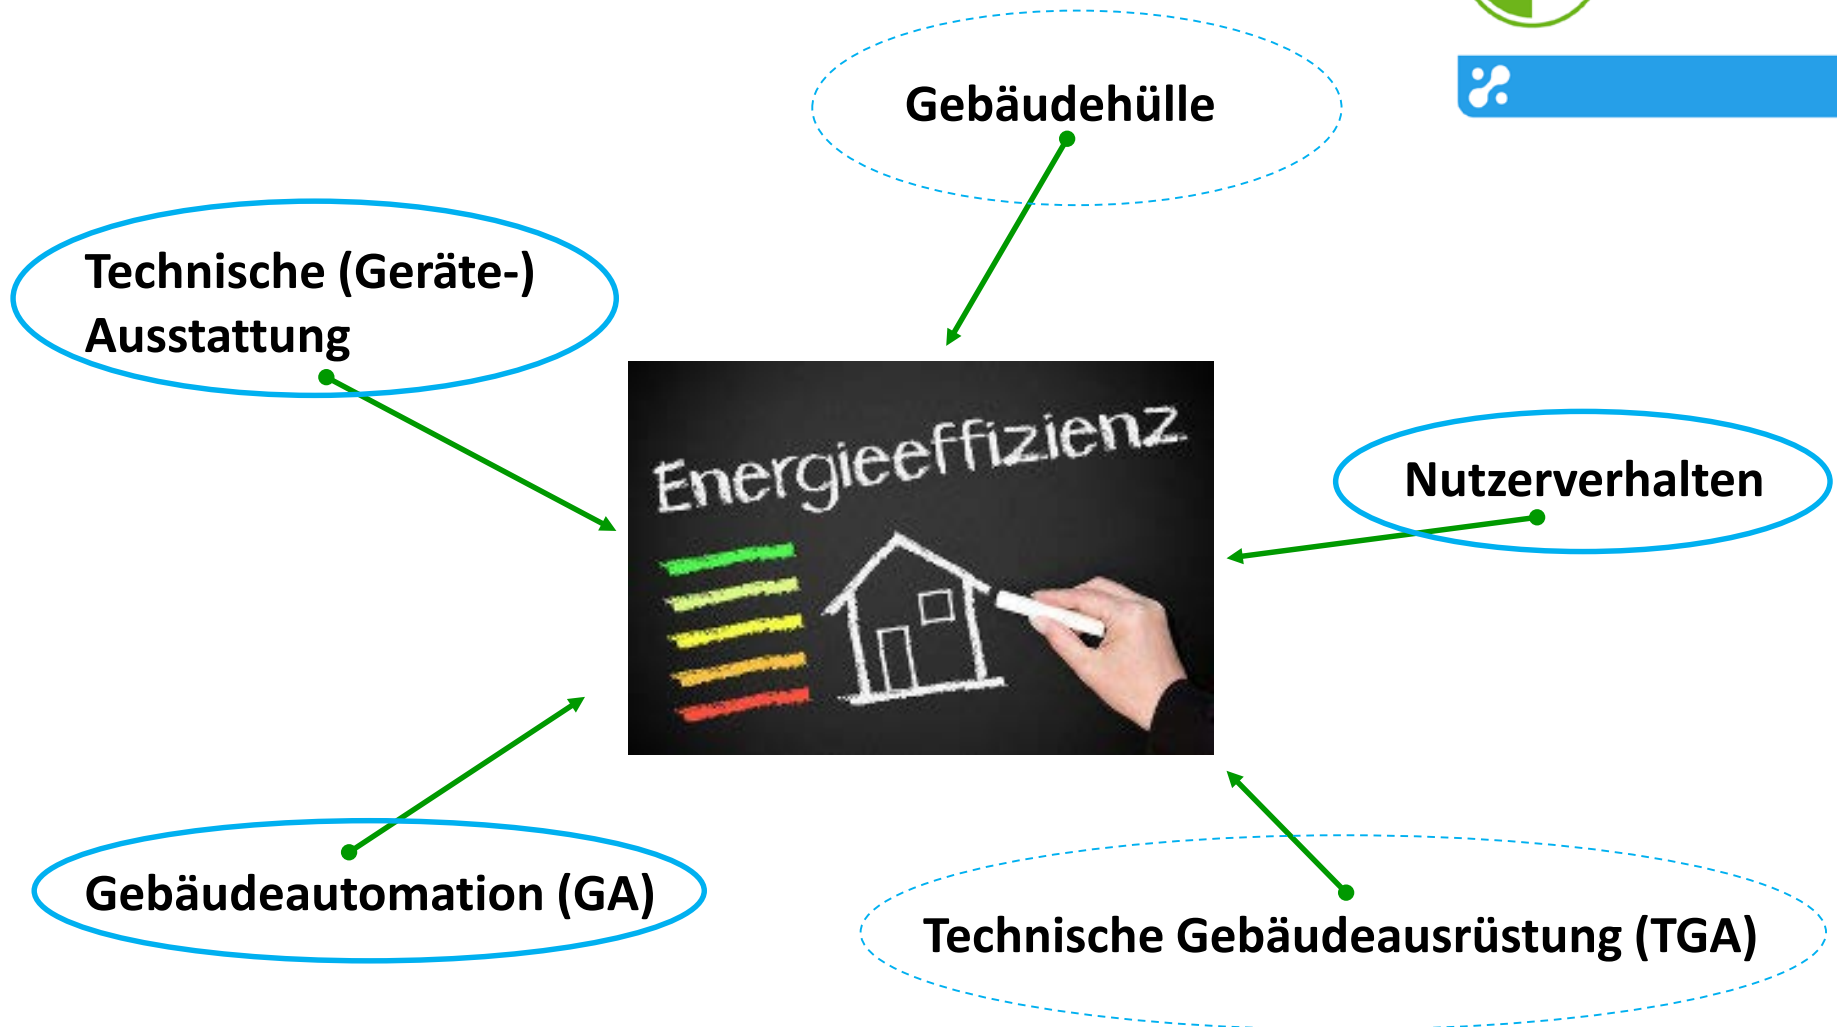 Gebäudehülle
Technische (Geräte-)
Ausstattung
Energieeffizienz
Nutzerverhalten
Gebäudeautomation (GA)
Technische Gebäudeausrüstung (TGA)